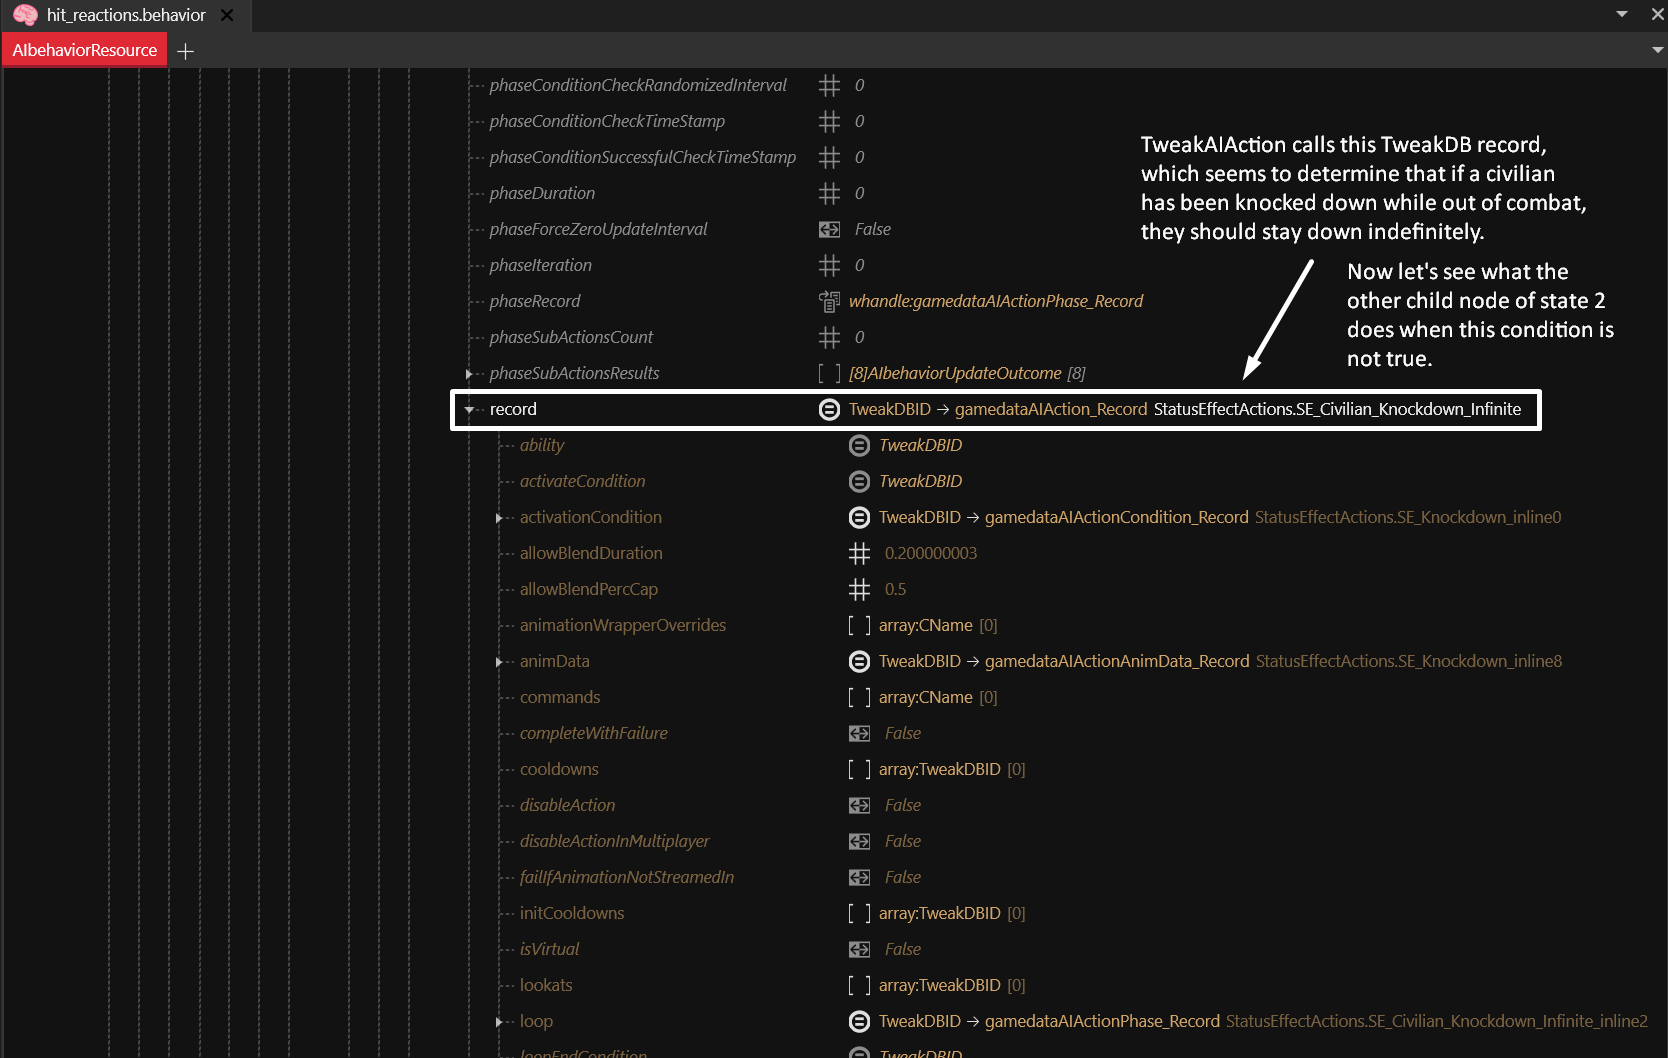 hit_reactions.behavior
AIbehaviorResource
phaseConditionCheckRandomizedInterval 0
phaseConditionCheckTimeStamp 0
phaseConditionSuccessfulCheckTimeStamp 0
phaseDuration 0
phaseForceZeroUpdateInterval False
phaseIteration 0
phaseRecord whandle:gamedataAIActionPhase_Record
phaseSubActionsCount 0
phaseSubActionsResults [ ] [8]AIbehaviorUpdateOutcome [8]
TweakAIAction calls this TweakDB record,
which seems to determine that if a civilian
has been knocked down while out of combat,
they should stay down indefinitely.
Now let's see what the
other child node of state 2
does when this condition is
not true.
record TweakDBID → gamedataAIAction_Record StatusEffectActions.SE_Civilian_Knockdown_Infinite
ability TweakDBID
activateCondition TweakDBID
activationCondition TweakDBID → gamedataAIActionCondition_Record StatusEffectActions.SE_Knockdown_inline0
allowBlendDuration 0.200000003
allowBlendPercCap 0.5
animationWrapperOverrides [ ] array:CName [0]
animData TweakDBID → gamedataAIActionAnimData_Record StatusEffectActions.SE_Knockdown_inline8
commands [ ] array:CName [0]
completeWithFailure False
cooldowns [ ] array:TweakDBID [0]
disableAction False
disableActionInMultiplayer False
failIfAnimationNotStreamedIn False
initCooldowns [ ] array:TweakDBID [0]
isVirtual False
lookats [ ] array:TweakDBID [0]
loop TweakDBID → gamedataAIActionPhase_Record StatusEffectActions.SE_Civilian_Knockdown_Infinite_inline2
loopEndCondition TweakDBID